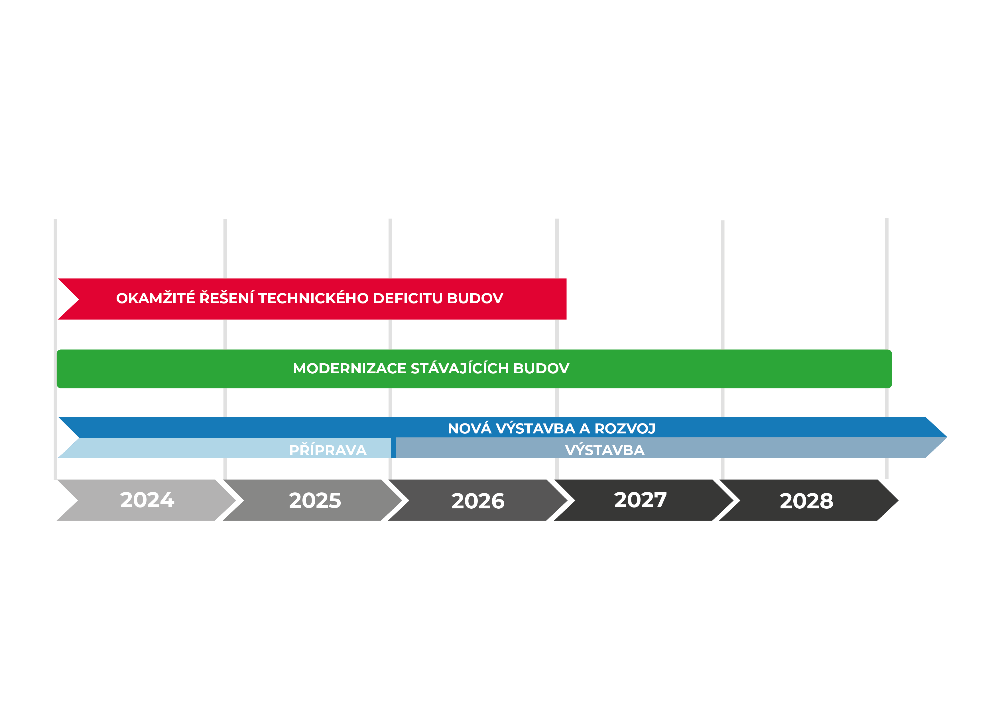 OKAMŽITÉ ŘEŠENÍ TECHNICKÉHO DEFICITU BUDOV
MODERNIZACE STÁVAJÍCÍCH BUDOV
NOVÁ VÝSTAVBA A ROZVOJ
PŘÍPRAVA
VÝSTAVBA
2024
2025
2026
2027
2028